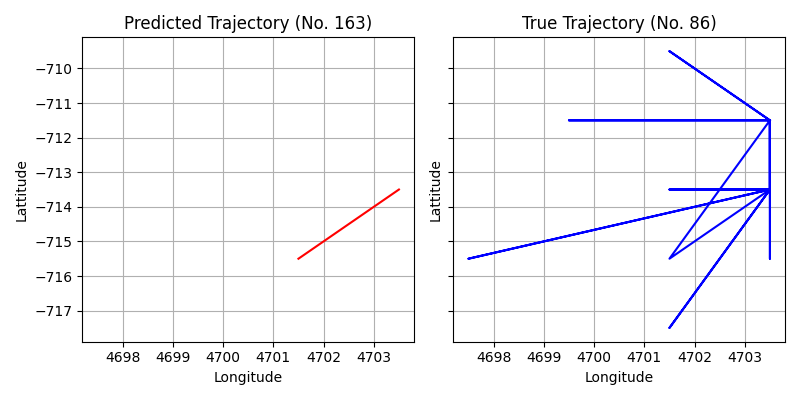 Predicted Trajectory (No. 163)
True Trajectory (No. 86)
−710
−711
−712
−713
−714
−715
−716
−717
Lattitude
Lattitude
4698 4699 4700 4701 4702 4703
4698 4699 4700 4701 4702 4703
Longitude
Longitude